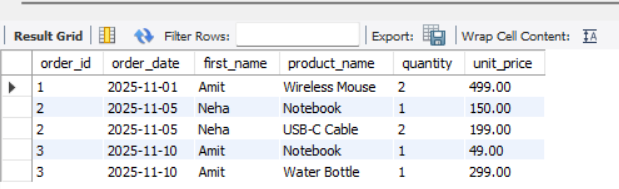 Result Grid Filter Rows: Export: Wrap Cell Content: IA
order_id order_date first_name product_name quantity unit_price
1 2025-11-01 Amit Wireless Mouse 2 499.00
2 2025-11-05 Neha Notebook 1 150.00
2 2025-11-05 Neha USB-C Cable 2 199.00
3 2025-11-10 Amit Notebook 1 49.00
3 2025-11-10 Amit Water Bottle 1 299.00